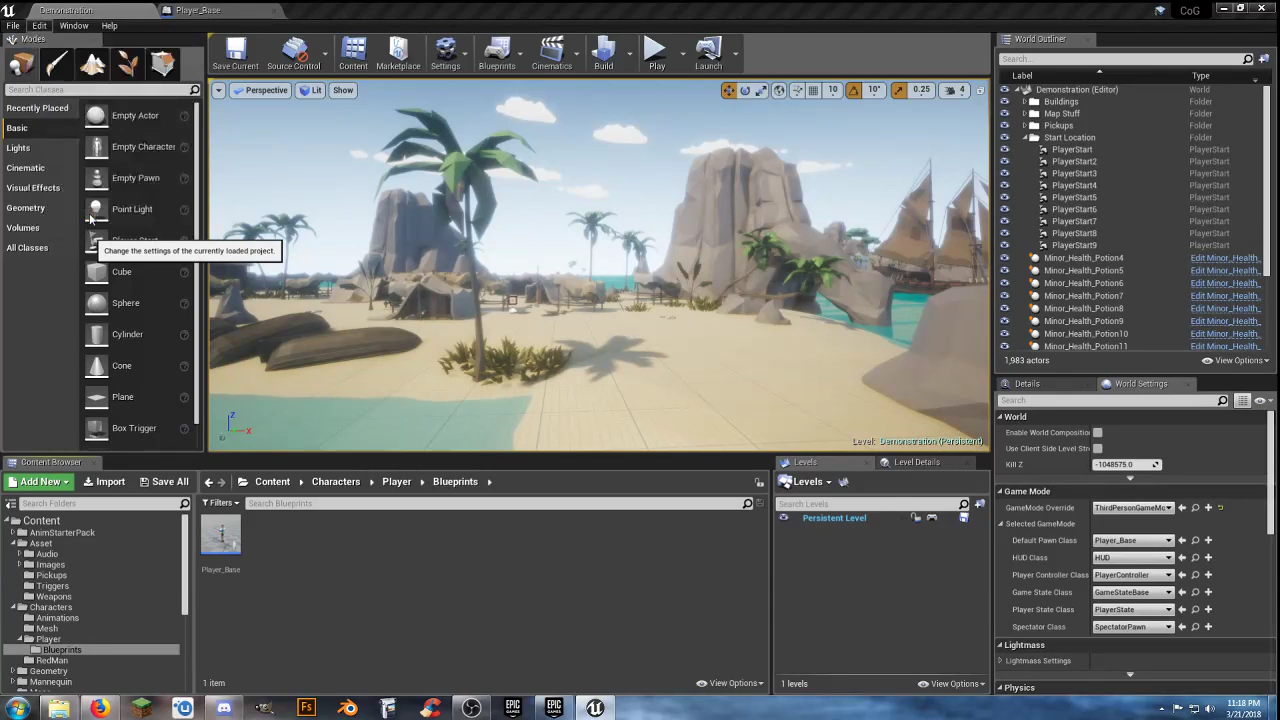 Demonstration
Player_Base
CoG
File
Edit
Window
Help
Modes
Search Classes
Recently Placed
Basic
Lights
Cinematic
Visual Effects
Geometry
Volumes
All Classes
Empty Actor
Empty Character
Empty Pawn
Point Light
Change the settings of the currently loaded project.
Cube
Sphere
Cylinder
Cone
Plane
Box Trigger
Save Current
Source Control
Content
Marketplace
Settings
Blueprints
Cinematics
Build
Play
Launch
Perspective
Lit
Show
10
10°
0.25
4
Z
X
Level: Demonstration (Persistent)
World Outliner
Search...
Label
Type
Demonstration (Editor)
World
Buildings
Folder
Map Stuff
Folder
Pickups
Folder
Start Location
Folder
PlayerStart
PlayerStart
PlayerStart2
PlayerStart
PlayerStart3
PlayerStart
PlayerStart4
PlayerStart
PlayerStart5
PlayerStart
PlayerStart6
PlayerStart
PlayerStart7
PlayerStart
PlayerStart8
PlayerStart
PlayerStart9
PlayerStart
Minor_Health_Potion4
Edit Minor_Health_
Minor_Health_Potion5
Edit Minor_Health_
Minor_Health_Potion6
Edit Minor_Health_
Minor_Health_Potion7
Edit Minor_Health_
Minor_Health_Potion8
Edit Minor_Health_
Minor_Health_Potion9
Edit Minor_Health_
Minor_Health_Potion10
Edit Minor_Health_
Minor_Health_Potion11
Edit Minor_Health_
1,983 actors
View Options
Details
World Settings
Search
World
Enable World Compositio
Use Client Side Level Stre
Kill Z
-1048575.0
Game Mode
GameMode Override
ThirdPersonGameMc
Selected GameMode
Default Pawn Class
Player_Base
HUD Class
HUD
Player Controller Class
PlayerController
Game State Class
GameStateBase
Player State Class
PlayerState
Spectator Class
SpectatorPawn
Lightmass
Lightmass Settings
Physics
Content Browser
Add New
Import
Save All
Content
Characters
Player
Blueprints
Search Folders
Filters
Search Blueprints
Content
AnimStarterPack
Asset
Audio
Images
Pickups
Triggers
Weapons
Characters
Animations
Mesh
Player
Blueprints
RedMan
Geometry
Mannequin
Player_Base
1 item
View Options
Levels
Level Details
Levels
Search Levels
Persistent Level
1 levels
View Options
Fs
EPIC
GAMES
EPIC
GAMES
11:18 PM
3/21/2018